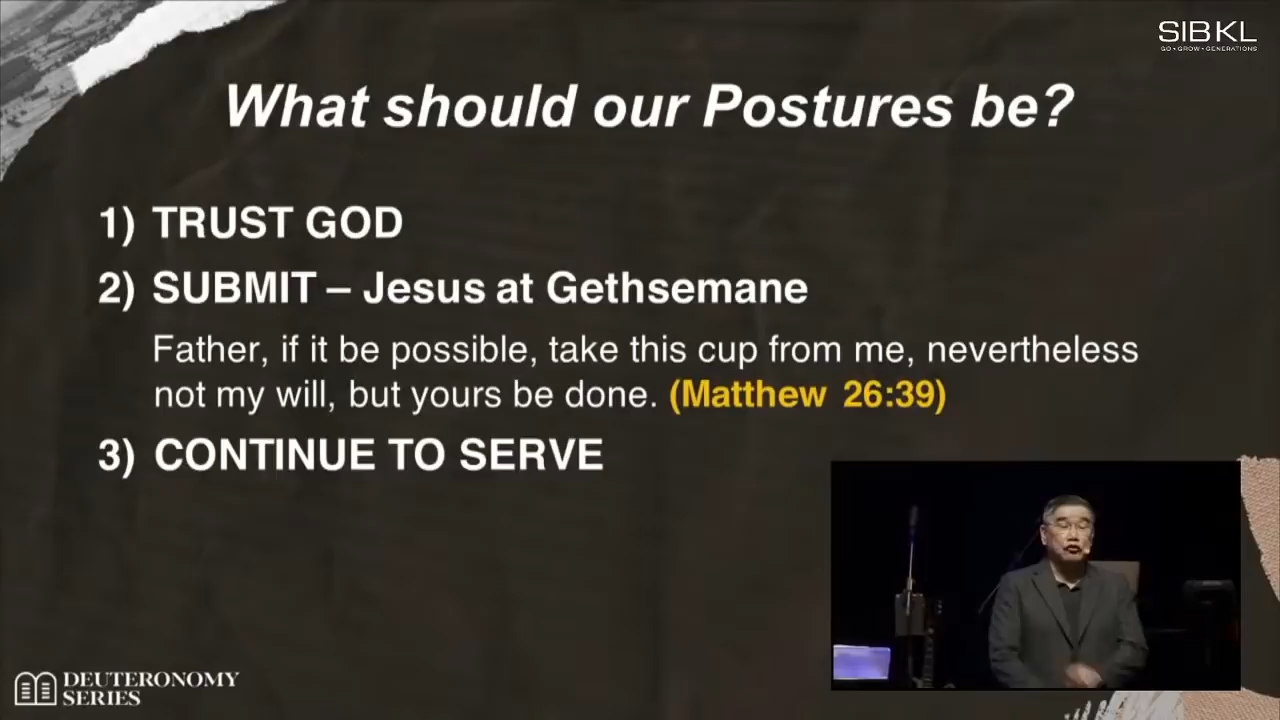 SIBKL
GO • GROW • GENERATIONS
What should our Postures be?
1) TRUST GOD
2) SUBMIT – Jesus at Gethsemane
Father, if it be possible, take this cup from me, nevertheless
not my will, but yours be done. (Matthew 26:39)
3) CONTINUE TO SERVE
DEUTERONOMY
SERIES